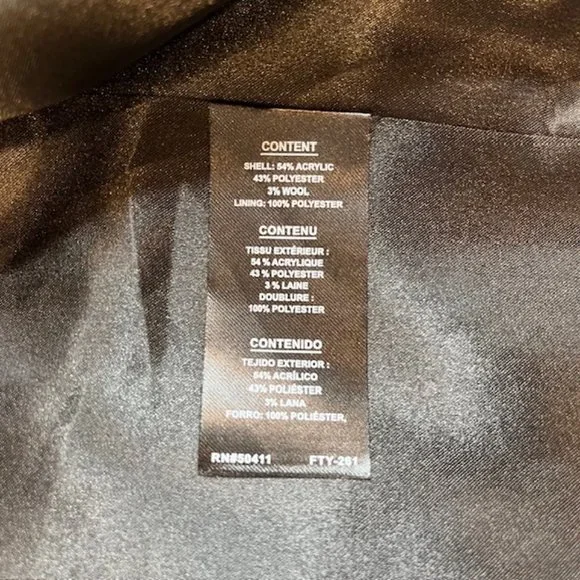 CONTENT
SHELL: 54% ACRYLIC
43% POLYESTER
3% WOOL
LINING: 100% POLYESTER
CONTENU
TISSU EXTÉRIEUR :
54 % ACRYLIQUE
43 % POLYESTER
3 % LAINE
DOUBLURE :
100% POLYESTER
CONTENIDO
TEJIDO EXTERIOR :
54% ACRÍLICO
43% POLIÉSTER
3% LANA
FORRO: 100% POLIÉSTER,
RN#50411 FTY-261